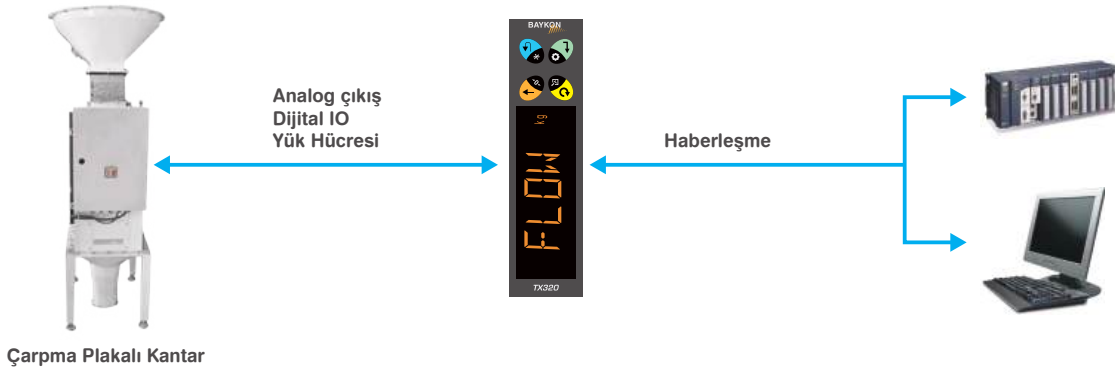 BAYKON
Analog çıkış
Dijital IO
Yük Hücresi
kg
FLOW
Haberleşme
TX320
Çarpma Plakalı Kantar